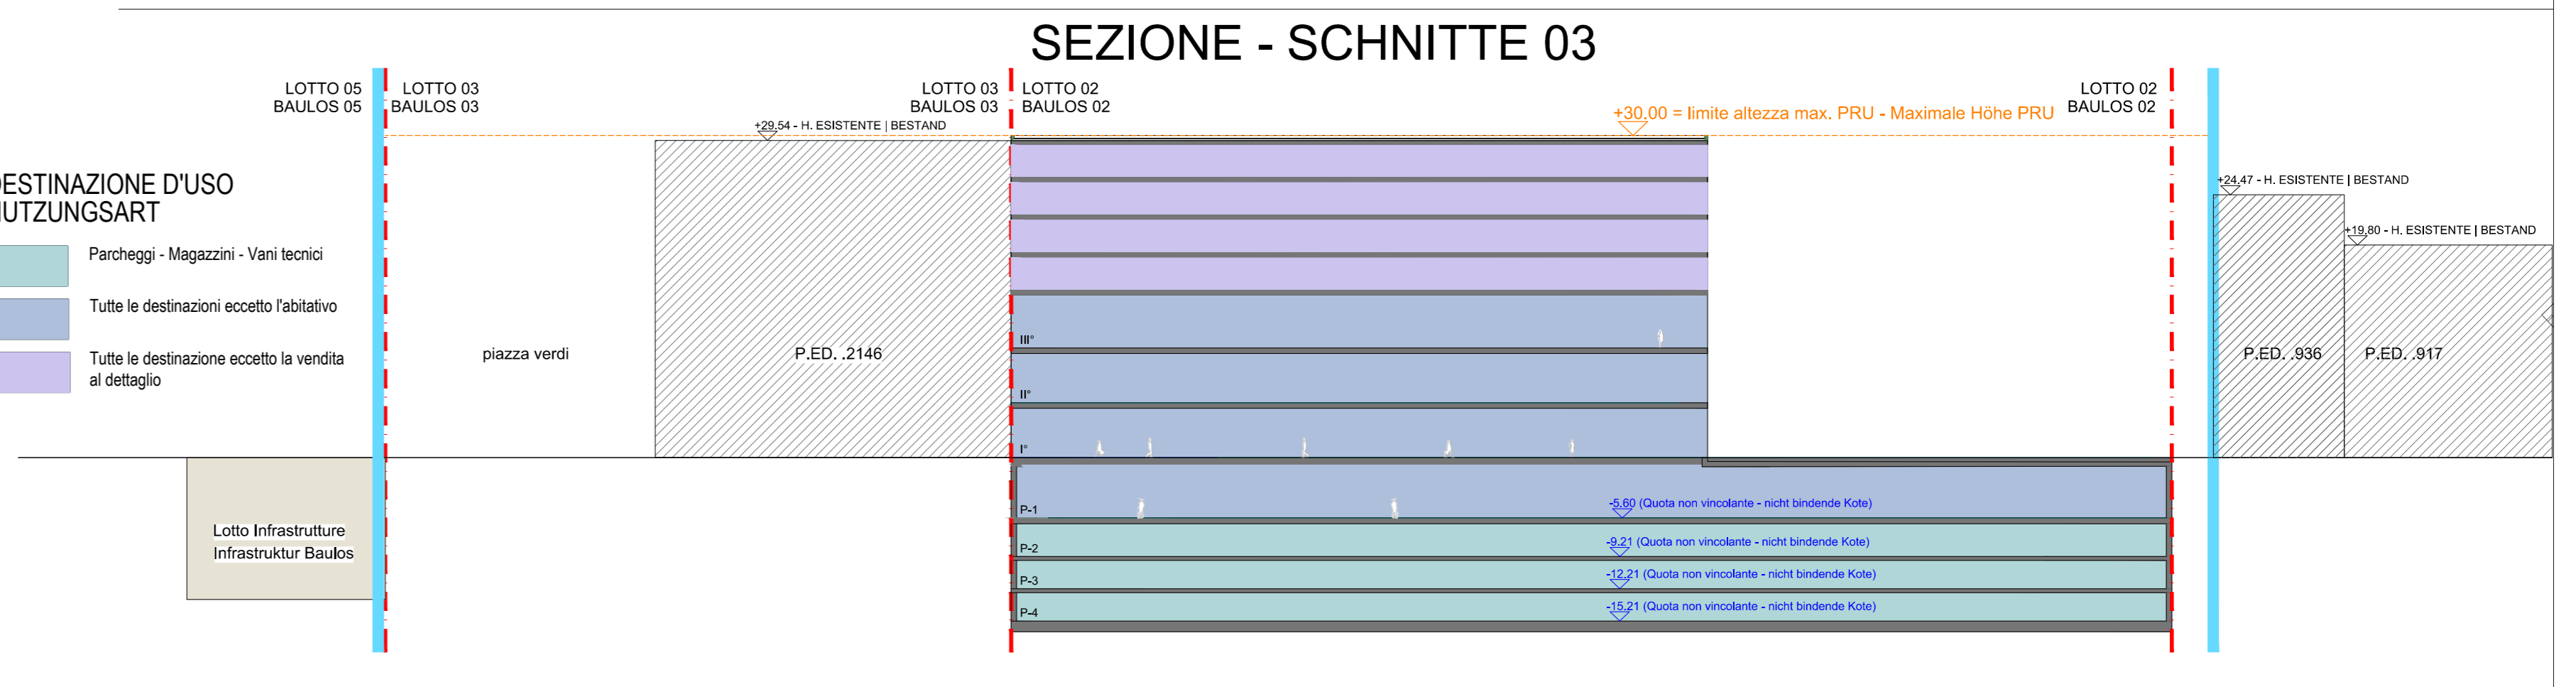 SEZIONE - SCHNITTE 03
LOTTO 05
BAULOS 05
LOTTO 03
BAULOS 03
LOTTO 03
BAULOS 03
LOTTO 02
BAULOS 02
LOTTO 02
BAULOS 02
+30.00 = limite altezza max. PRU - Maximale Höhe PRU
+29.54 - H. ESISTENTE | BESTAND
+24.47 - H. ESISTENTE | BESTAND
+19.80 - H. ESISTENTE | BESTAND
DESTINAZIONE D'USO
NUTZUNGSART
Parcheggi - Magazzini - Vani tecnici
Tutte le destinazioni eccetto l'abitativo
Tutte le destinazione eccetto la vendita
al dettaglio
piazza verdi
P.ED. .2146
III°
II°
I°
P.ED. .936
P.ED. .917
Lotto Infrastrutture
Infrastruktur Baulos
P-1
-5.60 (Quota non vincolante - nicht bindende Kote)
P-2
-9.21 (Quota non vincolante - nicht bindende Kote)
P-3
-12.21 (Quota non vincolante - nicht bindende Kote)
P-4
-15.21 (Quota non vincolante - nicht bindende Kote)